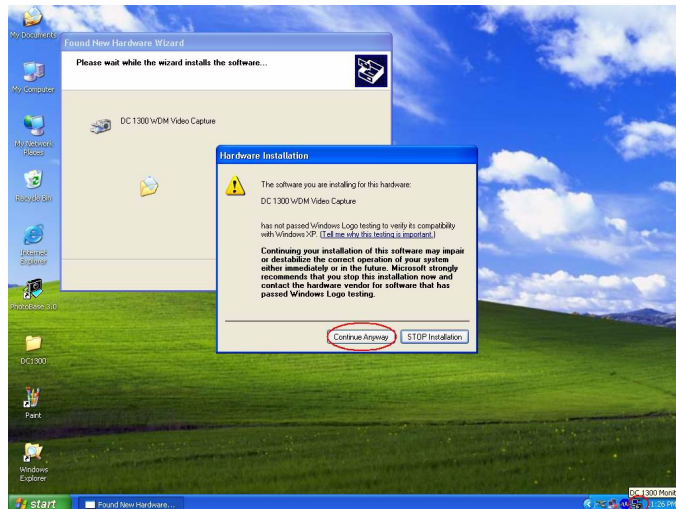 My Documents
My Computer
My Network
Places
Recycle Bin
Internet
Explorer
PhotoBase 3.0
DC1300
Paint
Windows
Explorer
Found New Hardware Wizard
Please wait while the wizard installs the software...
DC 1300 WDM Video Capture
Hardware Installation
The software you are installing for this hardware:
DC 1300 WDM Video Capture
has not passed Windows Logo testing to verify its compatibility
with Windows XP. (Tell me why this testing is important.)
Continuing your installation of this software may impair
or destabilize the correct operation of your system
either immediately or in the future. Microsoft strongly
recommends that you stop this installation now and
contact the hardware vendor for software that has
passed Windows Logo testing.
Continue Anyway
STOP Installation
DC 1300 Monit
start
Found New Hardware...
11:26 PM